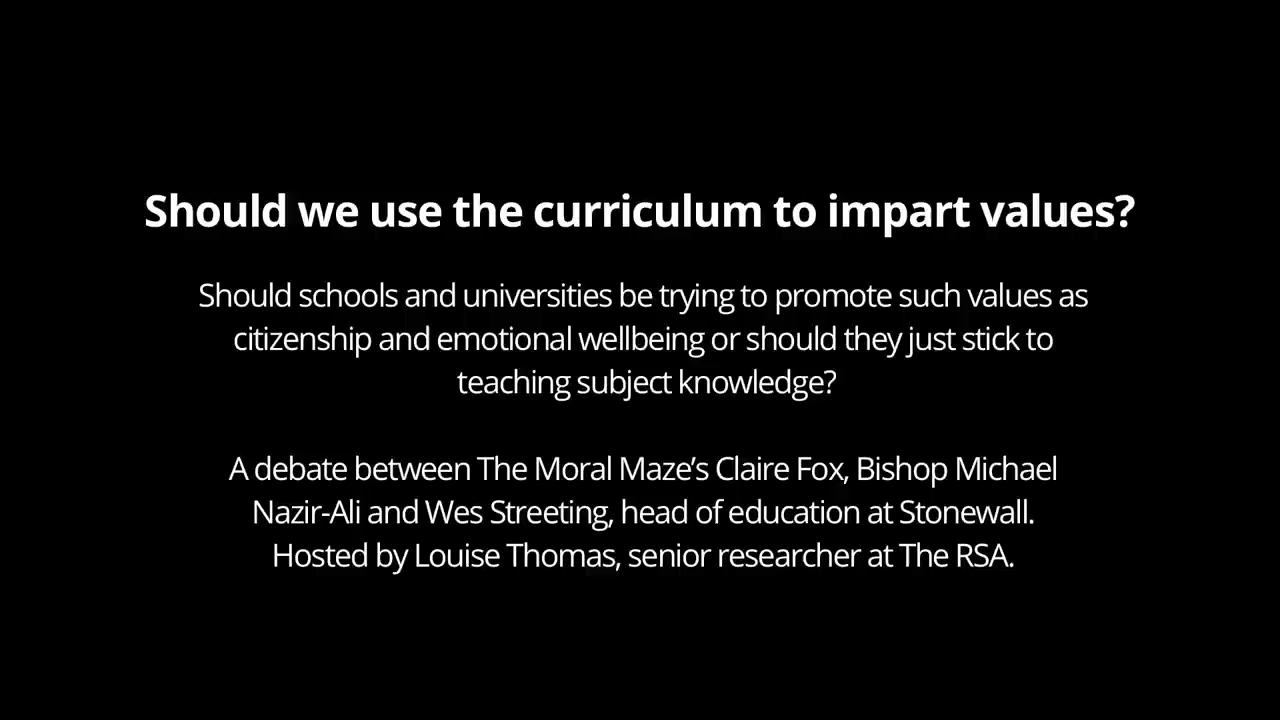 Should we use the curriculum to impart values?
Should schools and universities be trying to promote such values as
citizenship and emotional wellbeing or should they just stick to
teaching subject knowledge?
A debate between The Moral Maze’s Claire Fox, Bishop Michael
Nazir-Ali and Wes Streeting, head of education at Stonewall.
Hosted by Louise Thomas, senior researcher at The RSA.